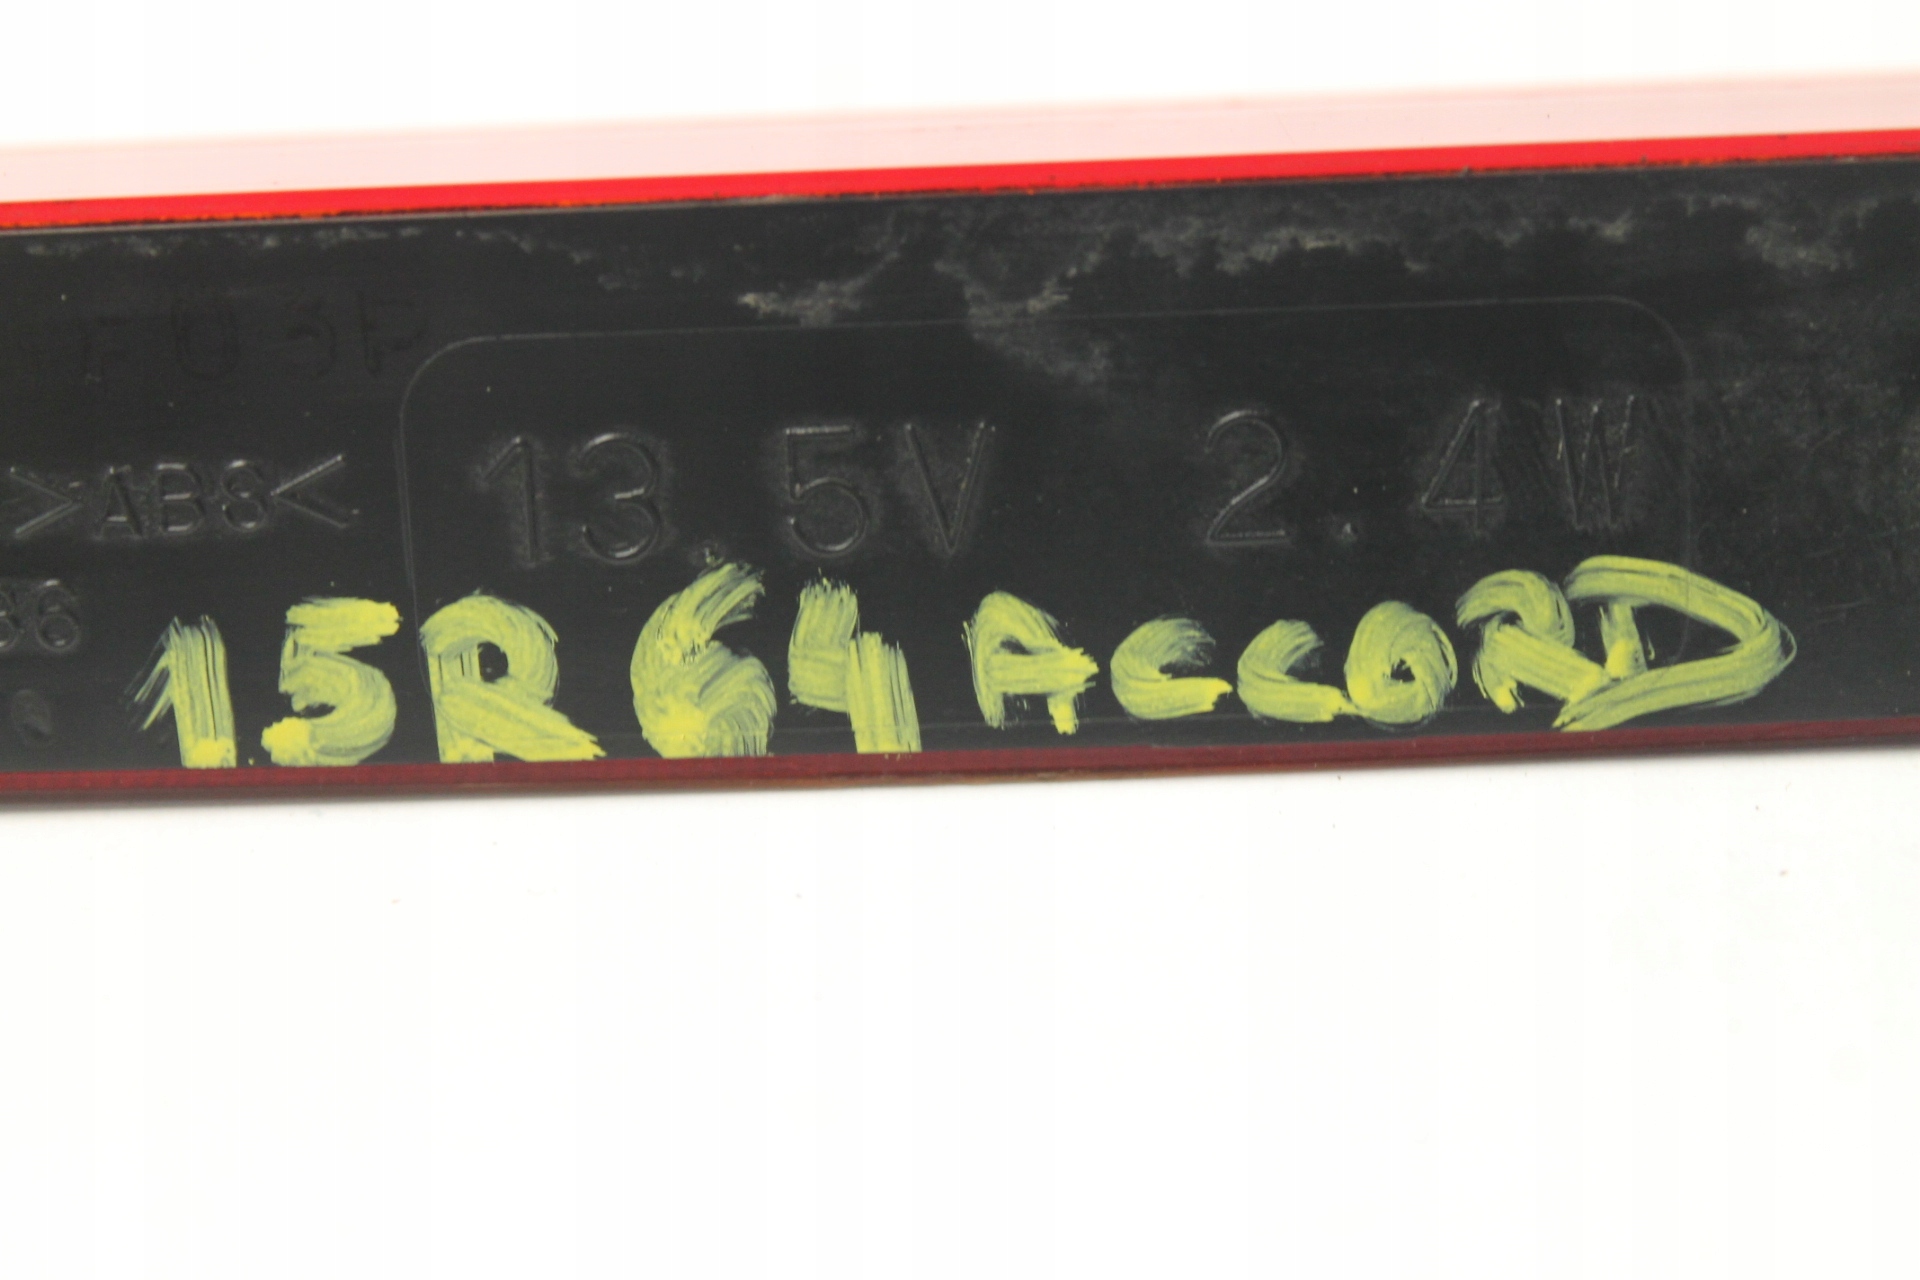 >ABS<
13.5V 2.4W
15R64 ACCORD